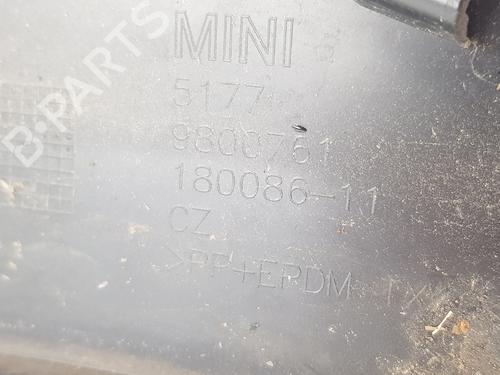 MINI
5177
9800761
180086-11
CZ
>PP+EPDM-TX
B-PARTS